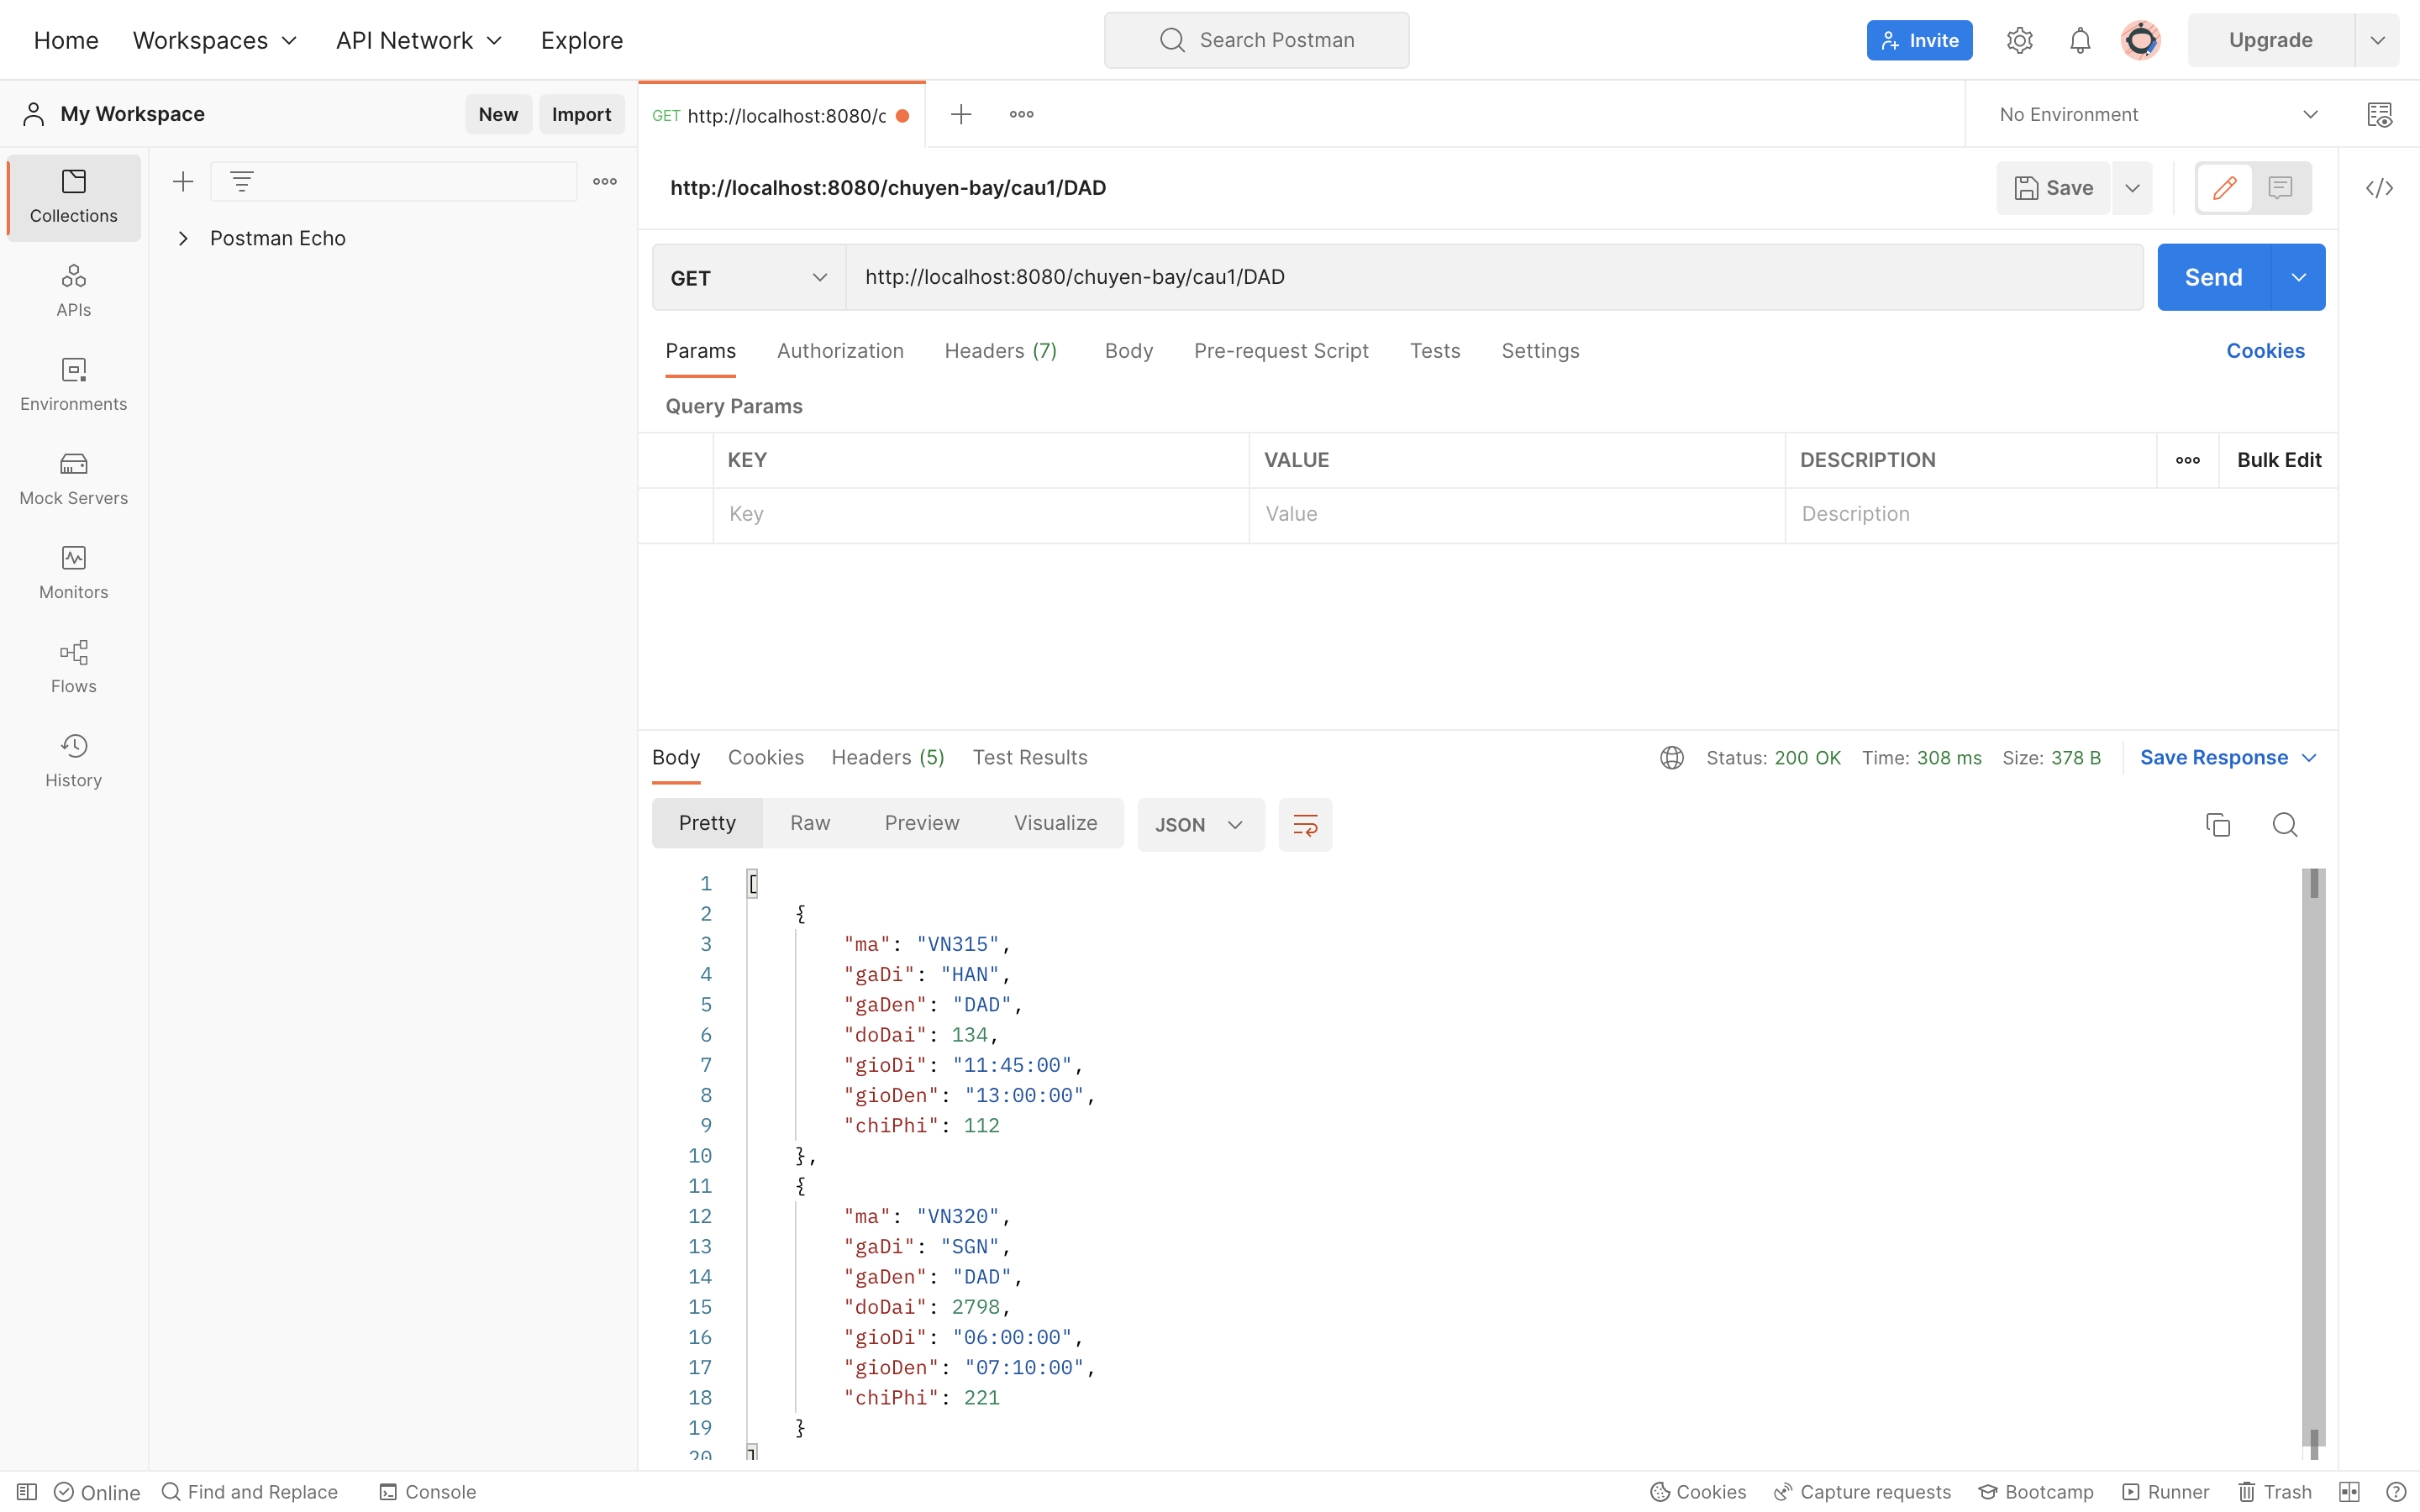 Home Workspaces API Network Explore Search Postman Invite Upgrade
My Workspace New Import GET http://localhost:8080/c No Environment
Collections
APIs
Environments
Mock Servers
Monitors
Flows
History
Postman Echo
http://localhost:8080/chuyen-bay/cau1/DAD Save
GET http://localhost:8080/chuyen-bay/cau1/DAD Send
Params Authorization Headers (7) Body Pre-request Script Tests Settings Cookies
Query Params
KEY VALUE DESCRIPTION Bulk Edit
Key Value Description
Body Cookies Headers (5) Test Results Status: 200 OK Time: 308 ms Size: 378 B Save Response
Pretty Raw Preview Visualize JSON
1 [
2 {
3 "ma": "VN315",
4 "gaDi": "HAN",
5 "gaDen": "DAD",
6 "doDai": 134,
7 "gioDi": "11:45:00",
8 "gioDen": "13:00:00",
9 "chiPhi": 112
10 },
11 {
12 "ma": "VN320",
13 "gaDi": "SGN",
14 "gaDen": "DAD",
15 "doDai": 2798,
16 "gioDi": "06:00:00",
17 "gioDen": "07:10:00",
18 "chiPhi": 221
19 }
20 ]
Online Find and Replace Console Cookies Capture requests Bootcamp Runner Trash